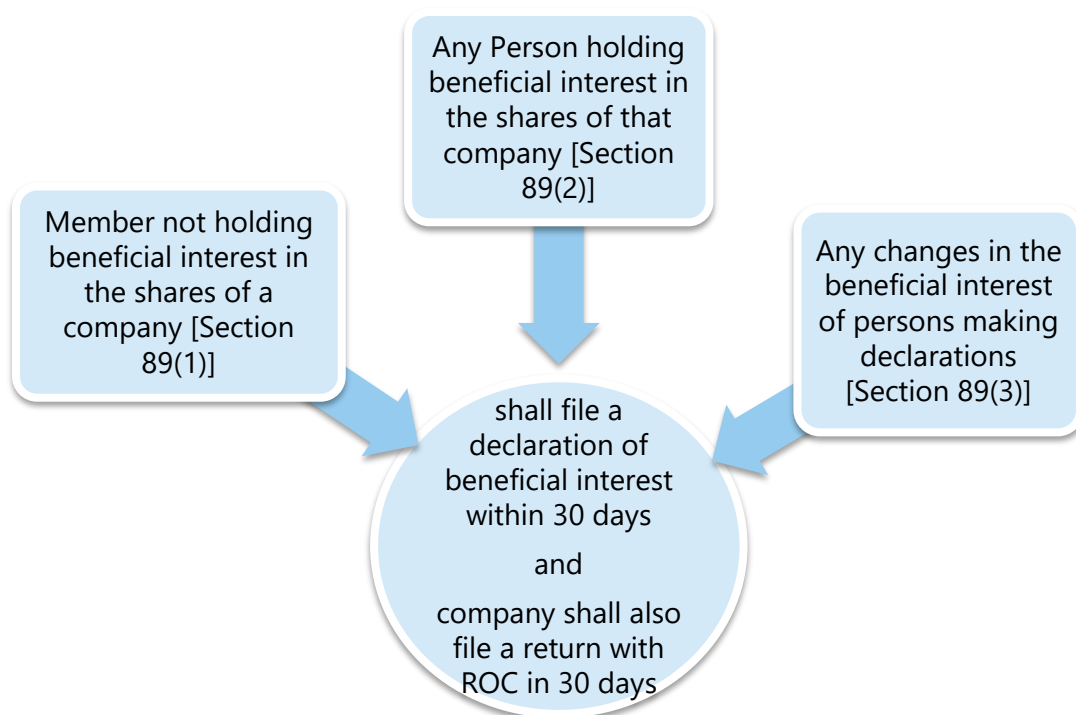 Any Person holding
beneficial interest in
the shares of that
company [Section
89(2)]
Member not holding
beneficial interest in
the shares of a
company [Section
89(1)]
Any changes in the
beneficial interest
of persons making
declarations
[Section 89(3)]
shall file a
declaration of
beneficial interest
within 30 days
and
company shall also
file a return with
ROC in 30 days